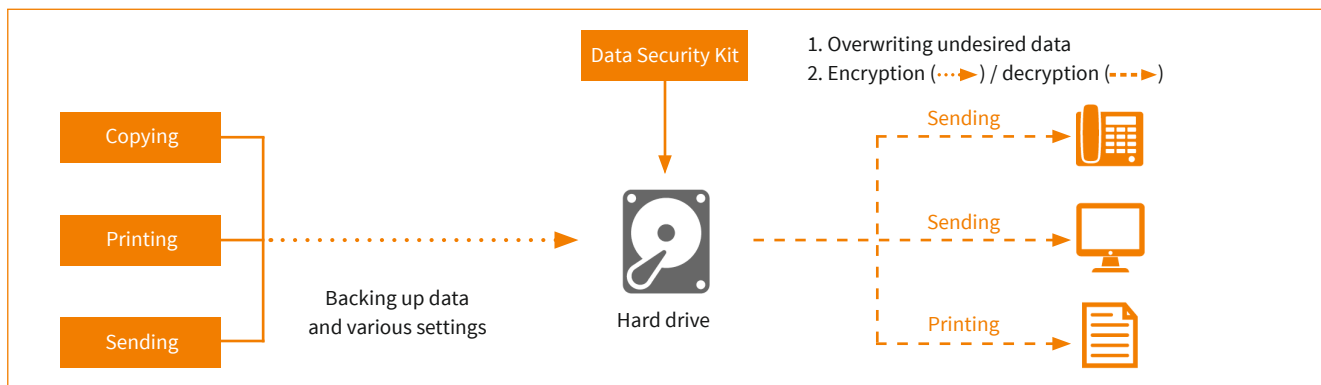 Data Security Kit
1. Overwriting undesired data
2. Encryption ( ) / decryption ( )
Copying
Printing
Sending
Backing up data
and various settings
Hard drive
Sending
Sending
Printing